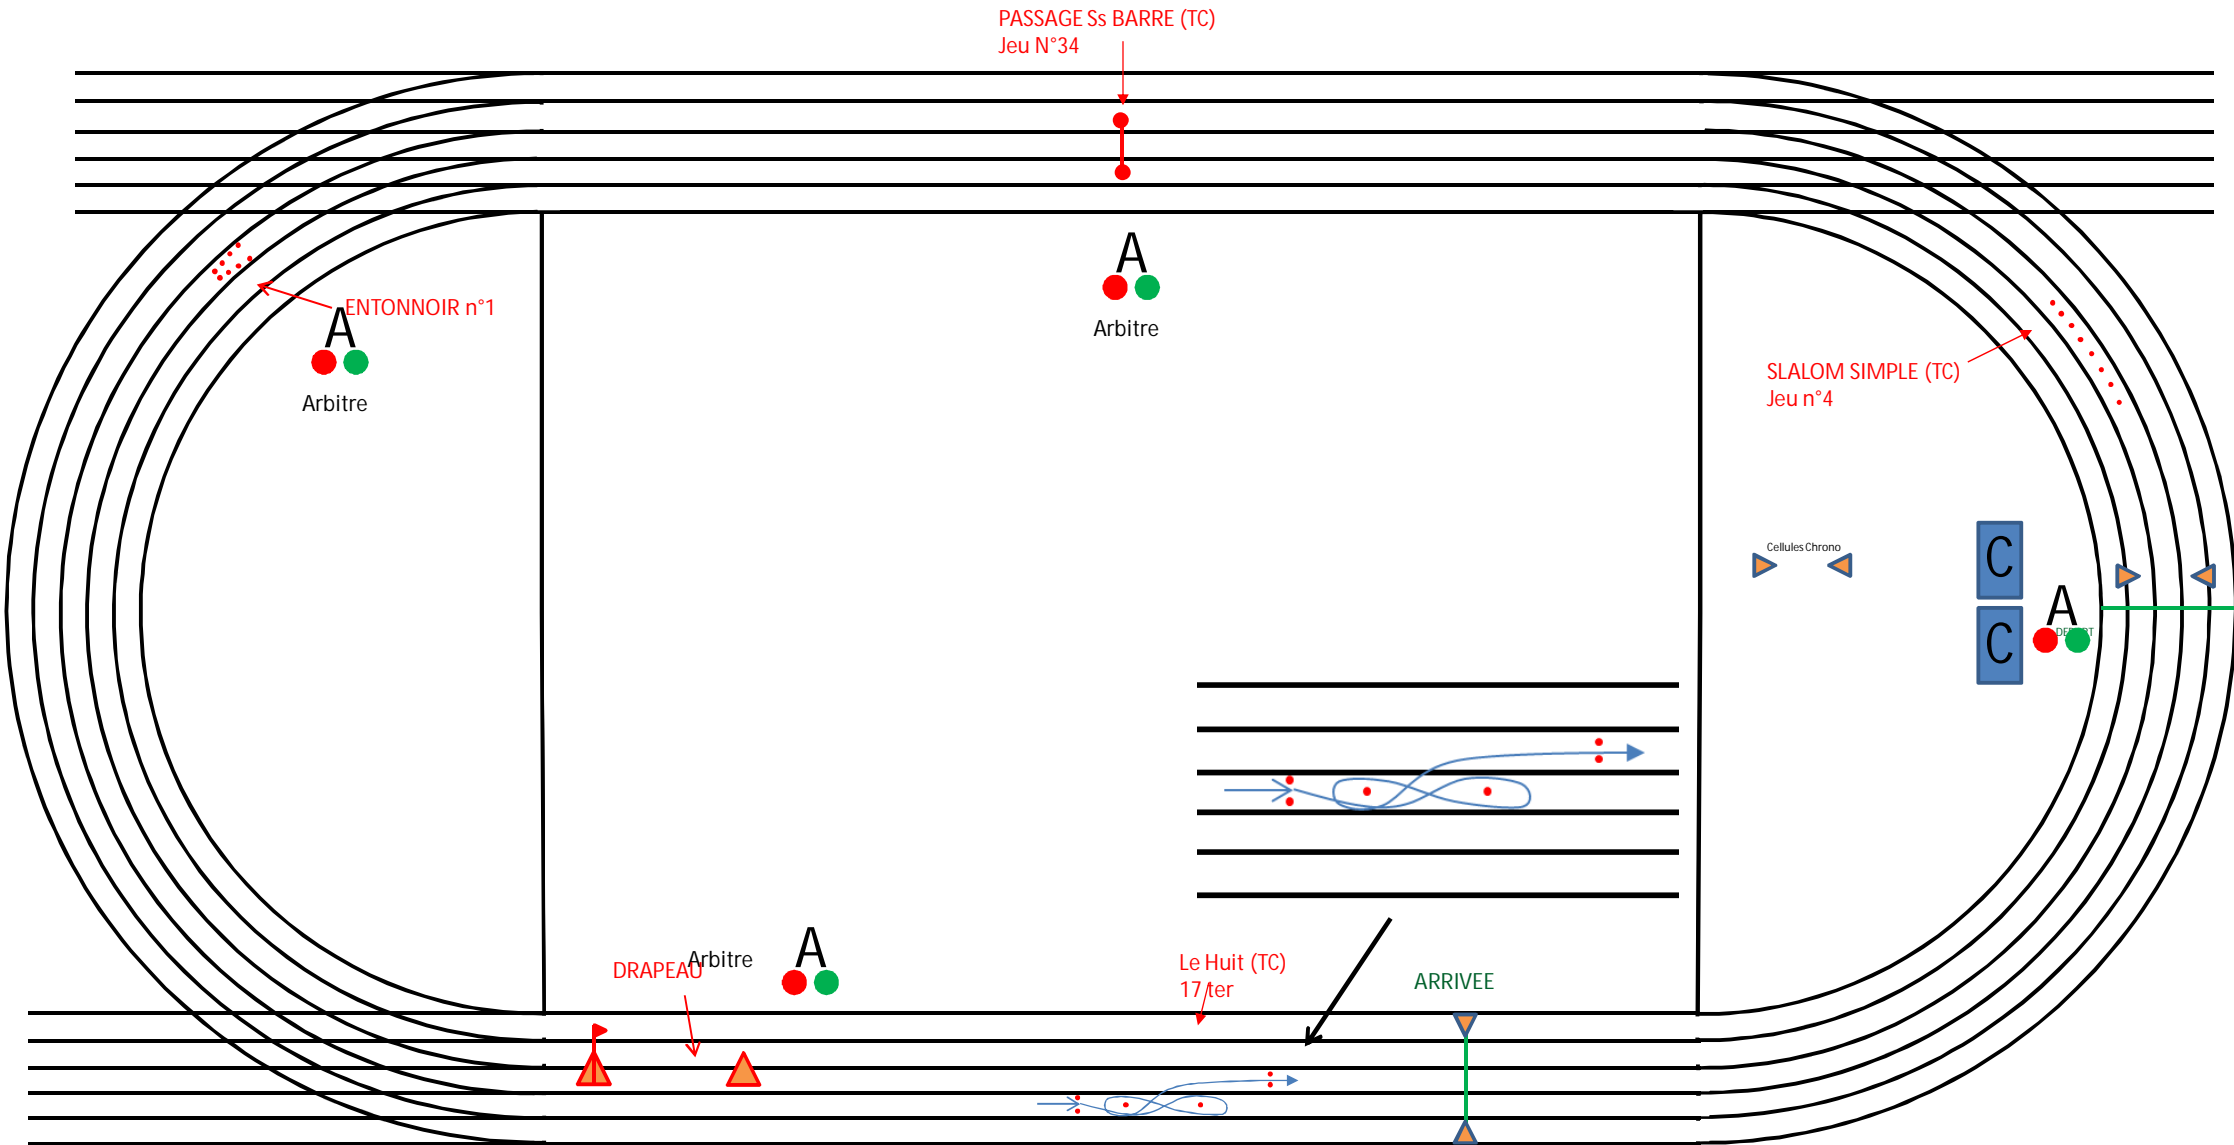 PASSAGE Ss BARRE (TC)
Jeu N°34
A
Arbitre
ENTONNOIR n°1
A
Arbitre
SLALOM SIMPLE (TC)
Jeu n°4
Cellules Chrono
C
C
A
DEPART
DRAPEAU
Arbitre
A
Le Huit (TC)
17 ter
ARRIVEE